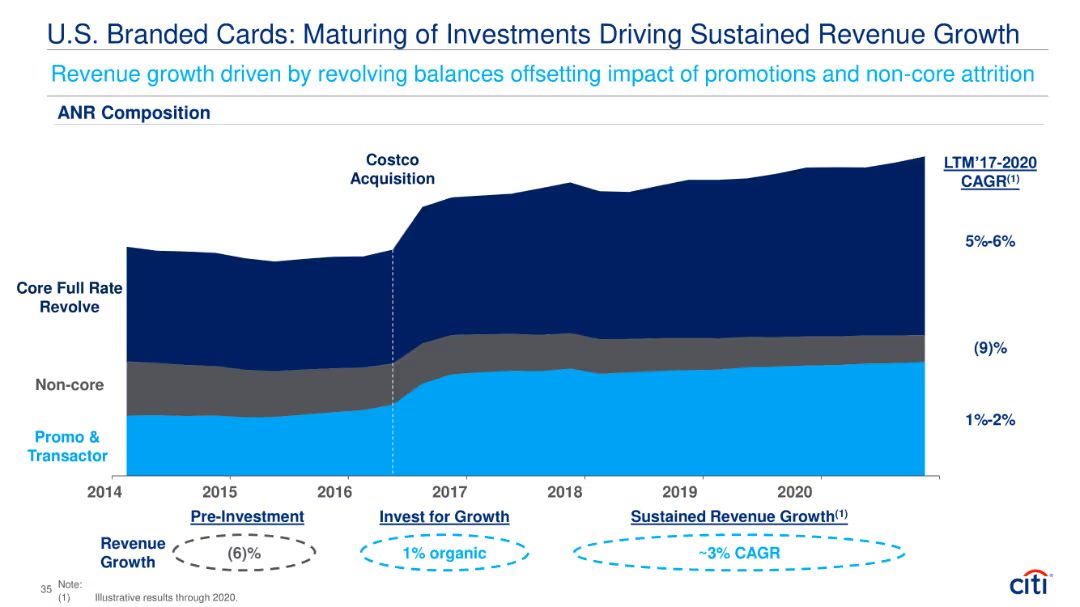 U.S. Branded Cards: Maturing of Investments Driving Sustained Revenue Growth
Revenue growth driven by revolving balances offsetting impact of promotions and non-core attrition
ANR Composition
Costco
Acquisition
LTM'17-2020
CAGR(1)
5%-6%
Core Full Rate
Revolve
(9)%
Non-core
1%-2%
Promo &
Transactor
2014 2015 2016 2017 2018 2019 2020
Pre-Investment Invest for Growth Sustained Revenue Growth(1)
Revenue
Growth
(6)% 1% organic ~3% CAGR
35 Note:
(1) Illustrative results through 2020.
citi